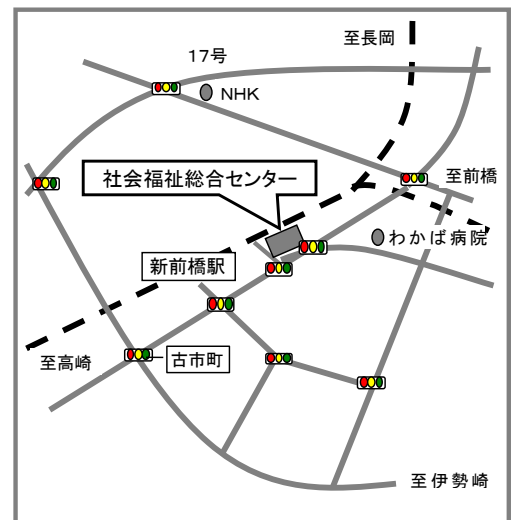 至長岡
17号
NHK
社会福祉総合センター
至前橋
わかば病院
新前橋駅
至高崎
古市町
至伊勢崎